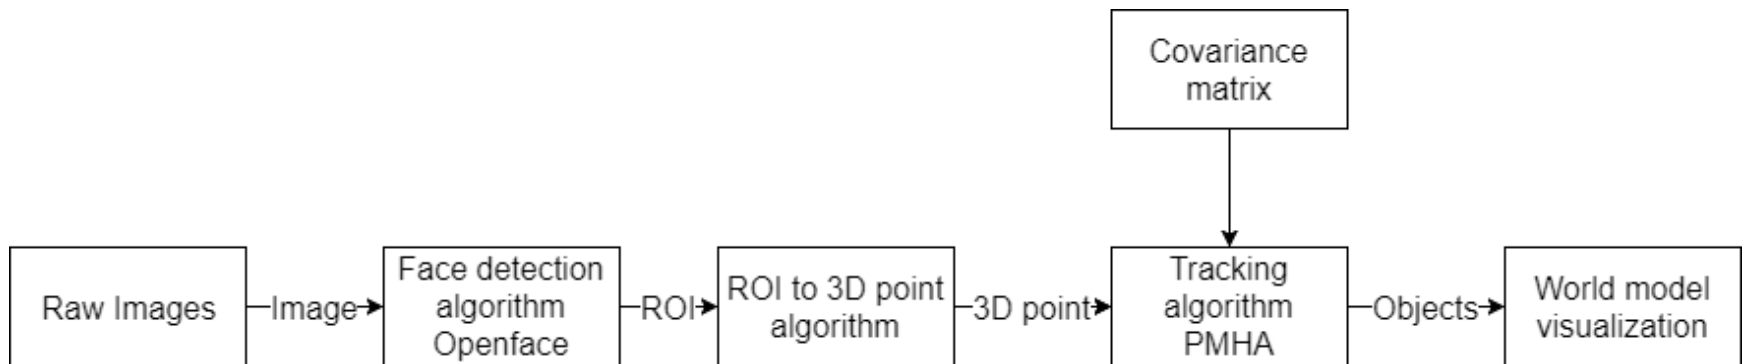 Covariance
matrix
Raw Images
Image
Face detection
algorithm
Openface
ROI
ROI to 3D point
algorithm
3D point
Tracking
algorithm
PMHA
Objects
World model
visualization